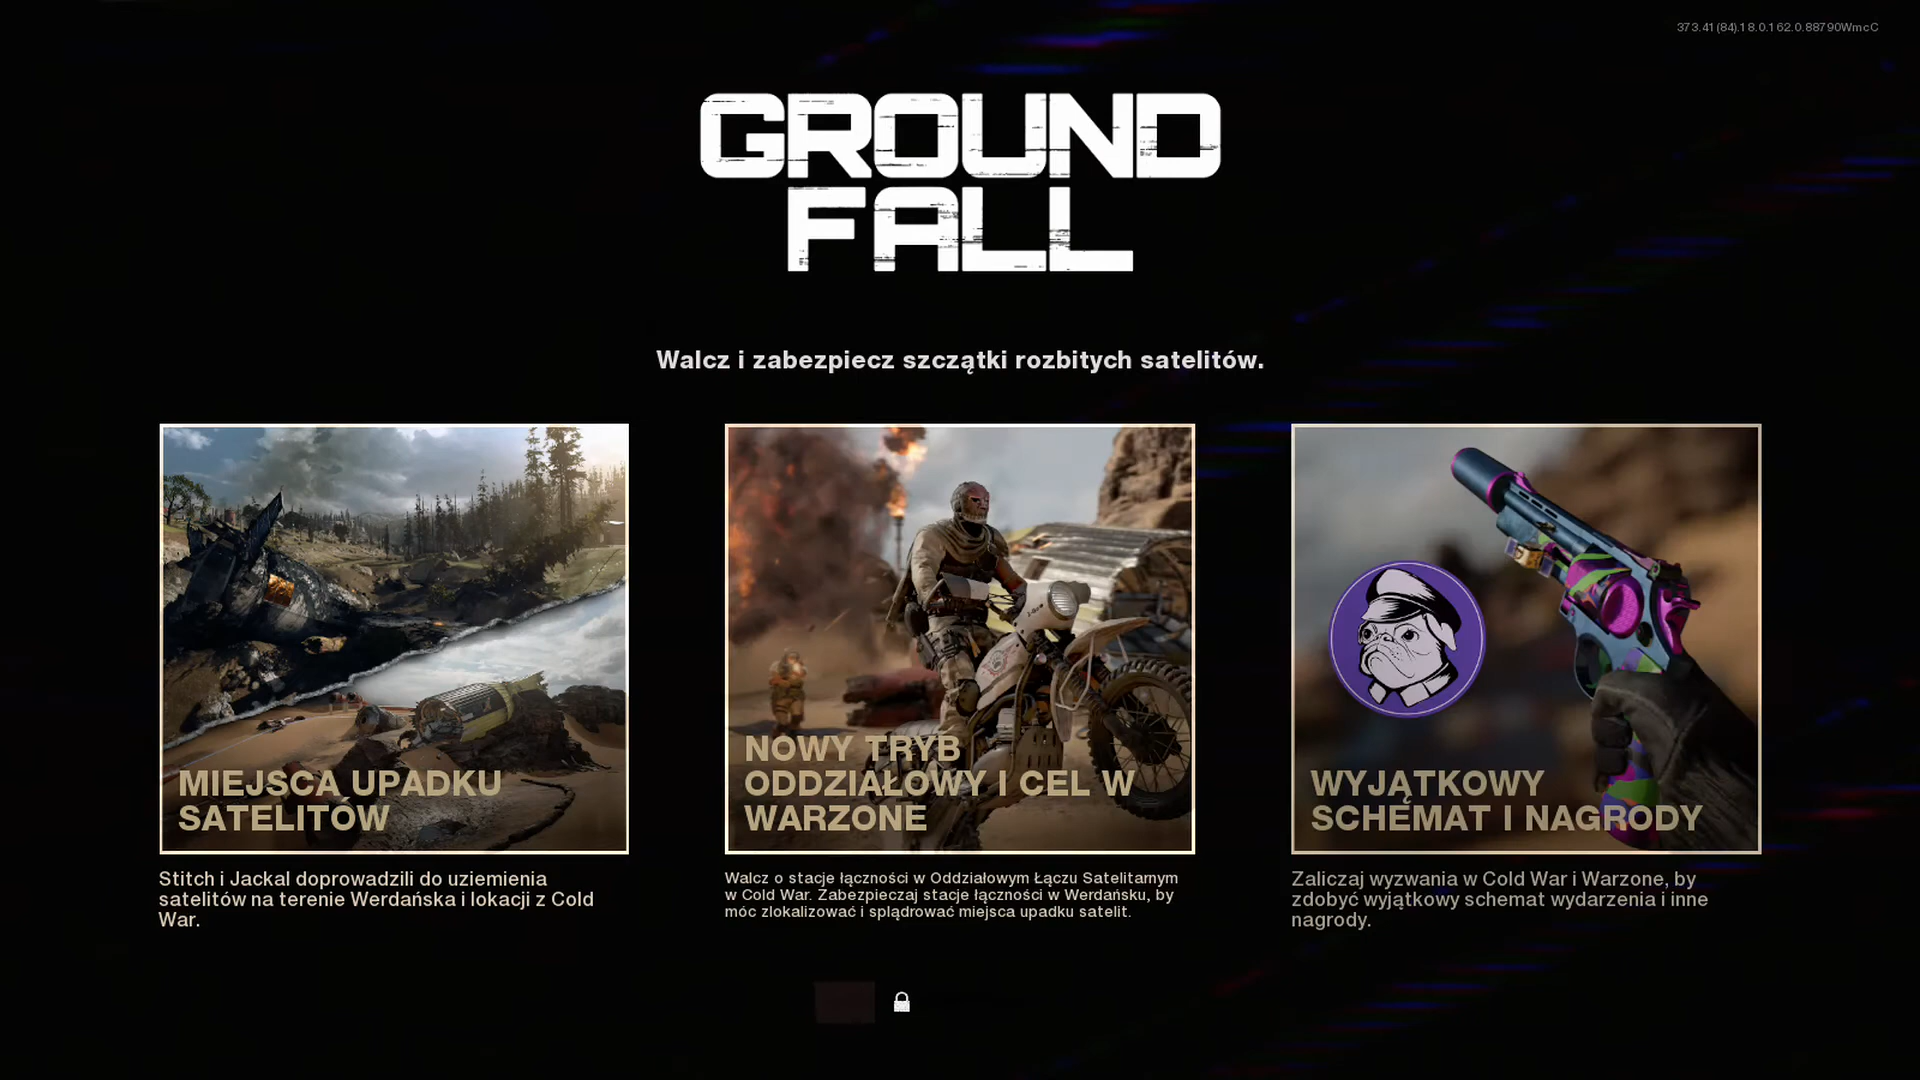 373.41(84).18.0.162.0.88790WmcC
GROUND
FALL
Walcz i zabezpiecz szczątki rozbitych satelitów.
MIEJSCA UPADKU
SATELITÓW
Stitch i Jackal doprowadzili do uziemienia
satelitów na terenie Werdańska i lokacji z Cold
War.
NOWY TRYB
ODDZIAŁOWY I CEL W
WARZONE
Walcz o stacje łączności w Oddziałowym Łączu Satelitarnym
w Cold War. Zabezpieczaj stacje łączności w Werdańsku, by
móc zlokalizować i splądrować miejsca upadku satelit.
WYJĄTKOWY
SCHEMAT I NAGRODY
Zaliczaj wyzwania w Cold War i Warzone, by
zdobyć wyjątkowy schemat wydarzenia i inne
nagrody.